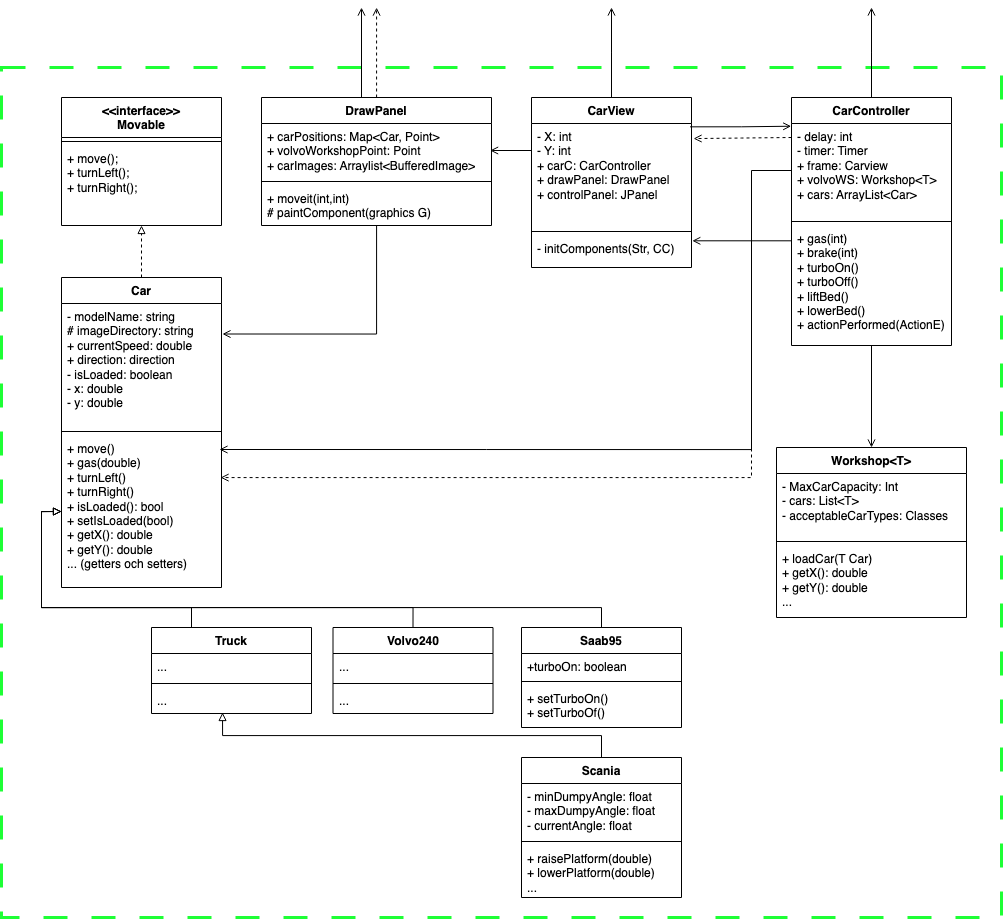 <<interface>>
Movable
+ move();
+ turnLeft();
+ turnRight();
DrawPanel
+ carPositions: Map<Car, Point>
+ volvoWorkshopPoint: Point
+ carImages: Arraylist<BufferedImage>
+ moveit(int,int)
# paintComponent(graphics G)
CarView
- X: int
- Y: int
+ carC: CarController
+ drawPanel: DrawPanel
+ controlPanel: JPanel
- initComponents(Str, CC)
CarController
- delay: int
- timer: Timer
+ frame: Carview
+ volvoWS: Workshop<T>
+ cars: ArrayList<Car>
+ gas(int)
+ brake(int)
+ turboOn()
+ turboOff()
+ liftBed()
+ lowerBed()
+ actionPerformed(ActionE)
Car
- modelName: string
# imageDirectory: string
+ currentSpeed: double
+ direction: direction
- isLoaded: boolean
- x: double
- y: double
+ move()
+ gas(double)
+ turnLeft()
+ turnRight()
+ isLoaded(): bool
+ setIsLoaded(bool)
+ getX(): double
+ getY(): double
... (getters och setters)
Workshop<T>
- MaxCarCapacity: Int
- cars: List<T>
- acceptableCarTypes: Classes
+ loadCar(T Car)
+ getX(): double
+ getY(): double
...
Truck
...
...
Volvo240
...
...
Saab95
+turboOn: boolean
+ setTurboOn()
+ setTurboOf()
Scania
- minDumpyAngle: float
- maxDumpyAngle: float
- currentAngle: float
+ raisePlatform(double)
+ lowerPlatform(double)
...